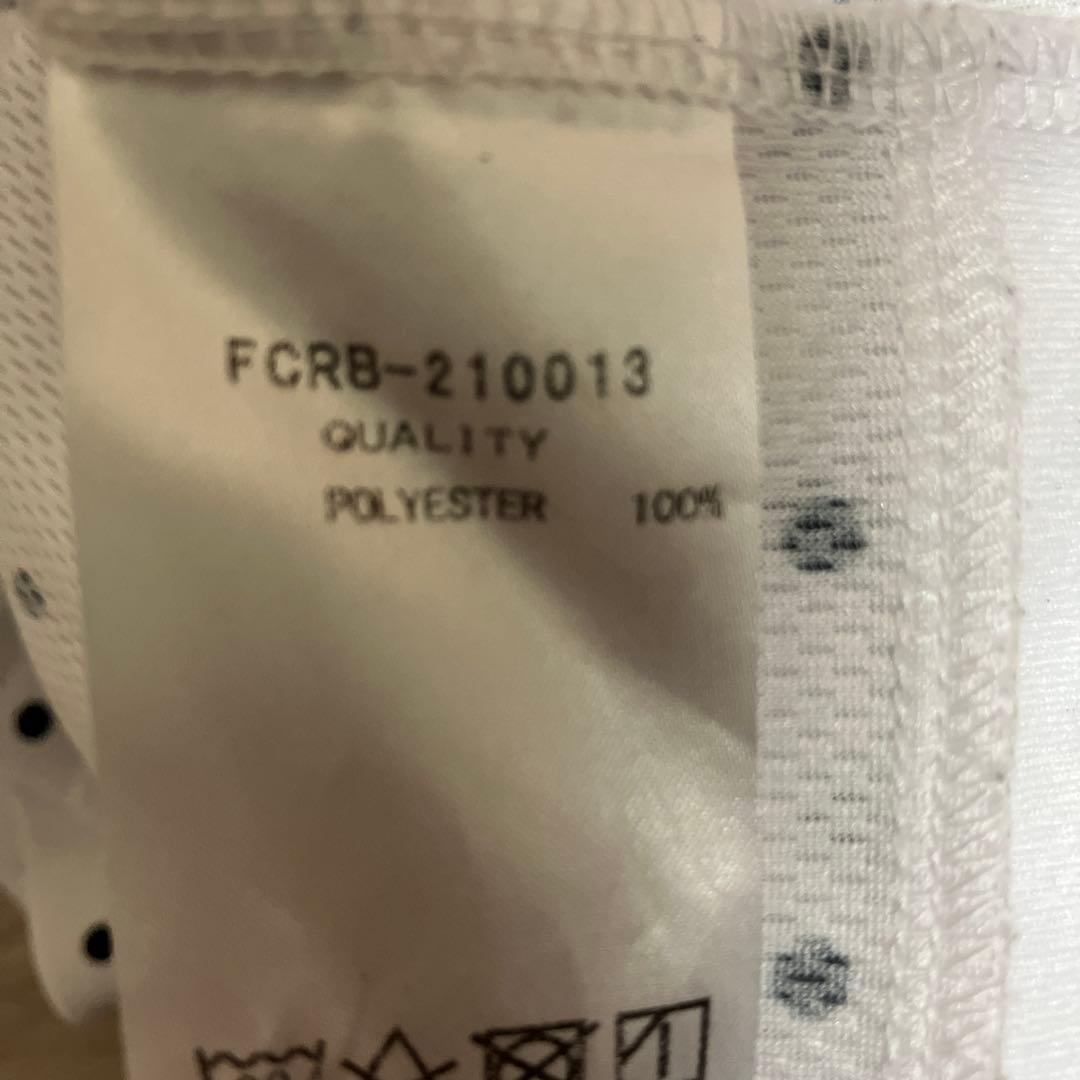 FCRB-210013
QUALITY
POLYESTER 100%